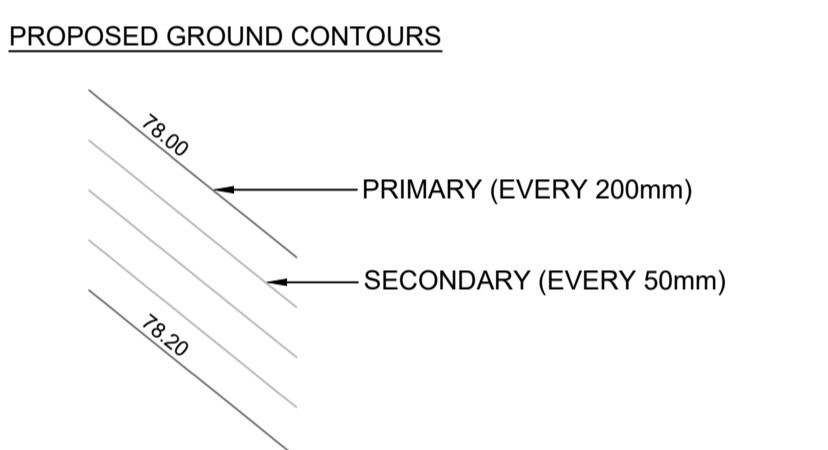 PROPOSED GROUND CONTOURS
78.00
PRIMARY (EVERY 200mm)
SECONDARY (EVERY 50mm)
78.20